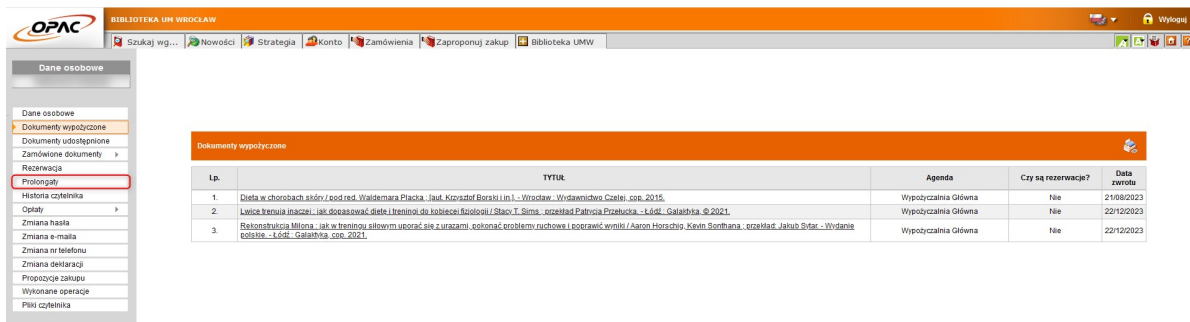 OPAC
BIBLIOTEKA UM WROCŁAW
Wyloguj
Szukaj wg... Nowości Strategia Konto Zamówienia Zaproponuj zakup Biblioteka UMW
Dane osobowe
Dane osobowe
Dokumenty wypożyczone
Dokumenty udostępnione
Zamówione dokumenty
Rezerwacja
Prolongaty
Historia czytelnika
Opłaty
Zmiana hasła
Zmiana e-maila
Zmiana nr telefonu
Zmiana deklaracji
Propozycje zakupu
Wykonane operacje
Pliki czytelnika
Dokumenty wypożyczone
Lp. TYTUŁ Agenda Czy są rezerwacje? Data zwrotu
1. Dieta w chorobach skóry / pod red. Waldemara Placka ; [aut. Krzysztof Borski i in.]. - Wrocław : Wydawnictwo Czelej, cop. 2015. Wypożyczalnia Główna Nie 21/08/2023
2. Lwice trenują inaczej : jak dopasować dietę i treningi do kobiecej fizjologii / Stacy T. Sims ; przekład Patrycja Przełucka. - Łódź : Galaktyka, © 2021. Wypożyczalnia Główna Nie 22/12/2023
3. Rekonstrukcja Milona : jak w treningu siłowym uporać się z urazami, pokonać problemy ruchowe i poprawić wyniki / Aaron Horschig, Kevin Sonthana ; przekład: Jakub Sytar. - Wydanie
polskie. - Łódź : Galaktyka, cop. 2021. Wypożyczalnia Główna Nie 22/12/2023